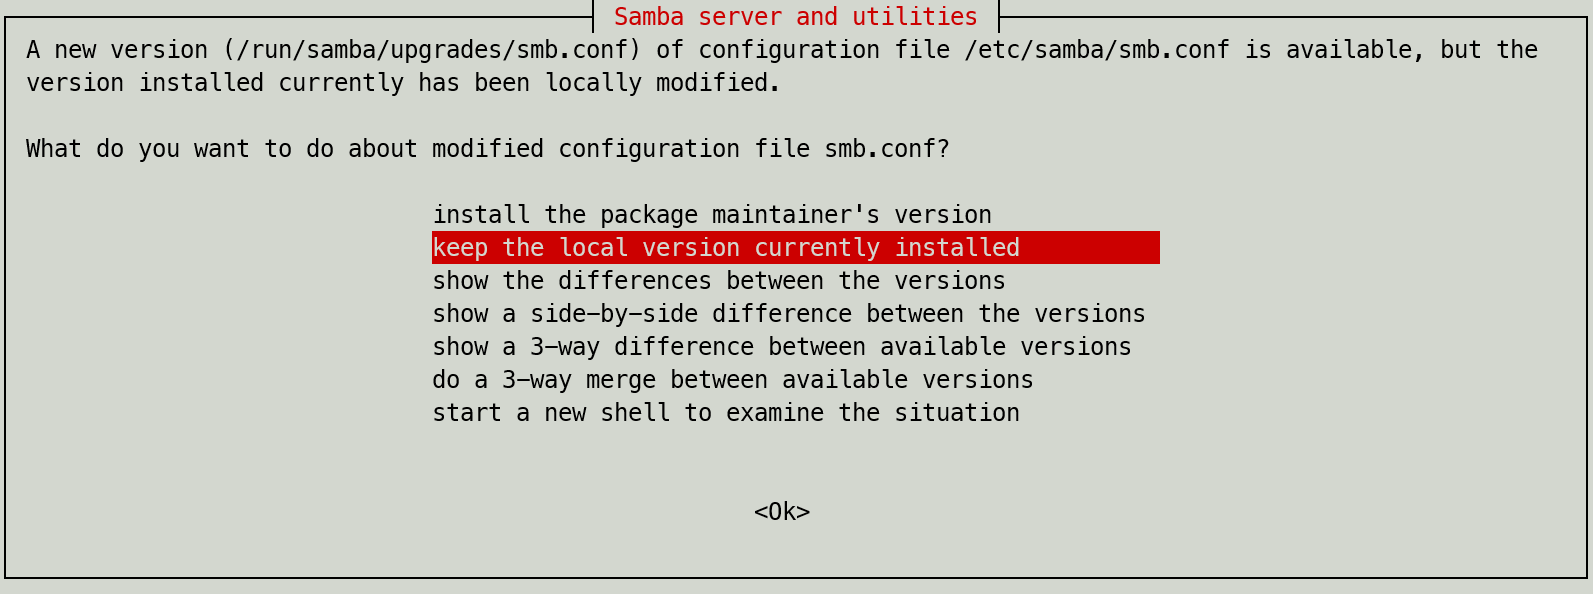 Samba server and utilities
A new version (/run/samba/upgrades/smb.conf) of configuration file /etc/samba/smb.conf is available, but the
version installed currently has been locally modified.
What do you want to do about modified configuration file smb.conf?
install the package maintainer's version
keep the local version currently installed
show the differences between the versions
show a side-by-side difference between the versions
show a 3-way difference between available versions
do a 3-way merge between available versions
start a new shell to examine the situation
<Ok>